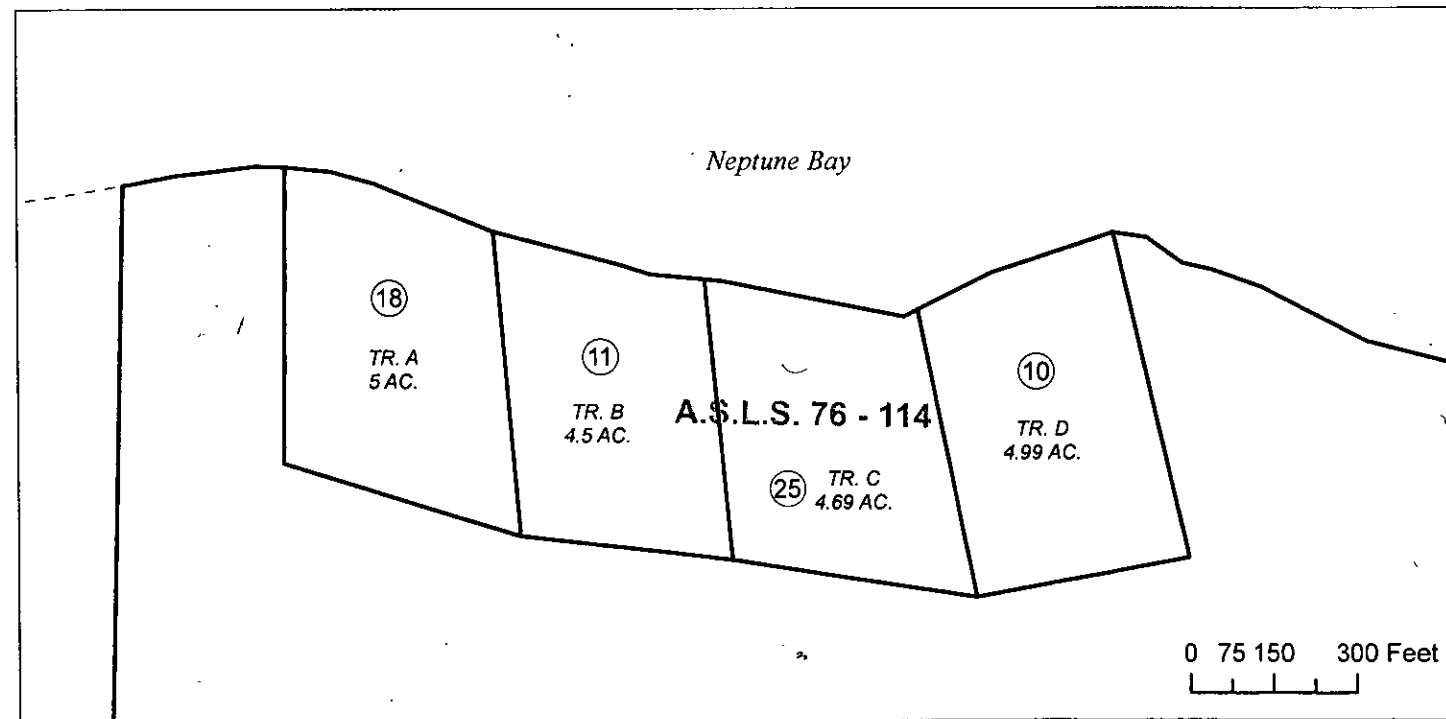 Neptune Bay
18
TR. A
5 AC.
11
TR. B
4.5 AC.
A.S.L.S. 76 - 114
25
TR. C
4.69 AC.
10
TR. D
4.99 AC.
0 75 150 300 Feet